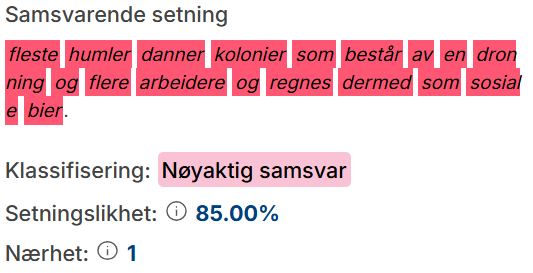 Samsvarende setning
fleste humler danner kolonier som består av en dron
ning og flere arbeidere og regnes dermed som sosial
e bier.
Klassifisering: Nøyaktig samsvar
Setningslikhet: ⓘ 85.00%
Nærhet: ⓘ 1